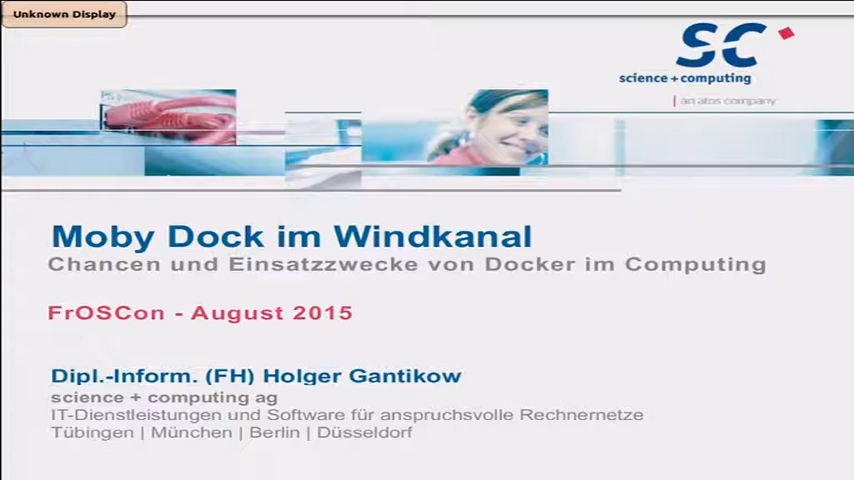 Unknown Display
SC
science + computing
an atos company
Moby Dock im Windkanal
Chancen und Einsatzzwecke von Docker im Computing
FrOSCon - August 2015
Dipl.-Inform. (FH) Holger Gantikow
science + computing ag
IT-Dienstleistungen und Software für anspruchsvolle Rechnernetze
Tübingen | München | Berlin | Düsseldorf